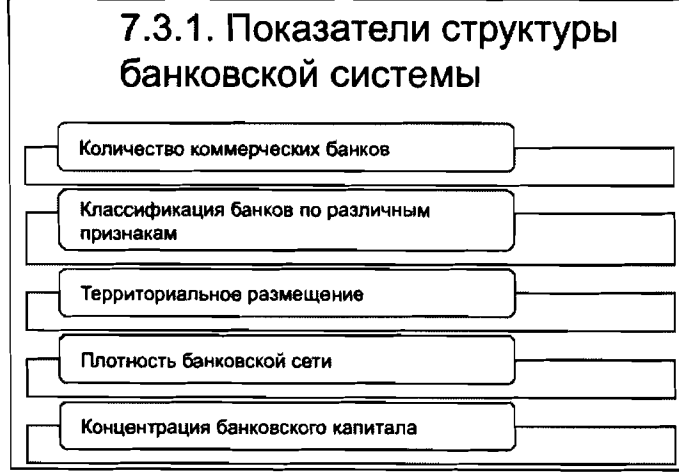 7.3.1. Показатели структуры
банковской системы
Количество коммерческих банков
Классификация банков по различным
признакам
Территориальное размещение
Плотность банковской сети
Концентрация банковского капитала